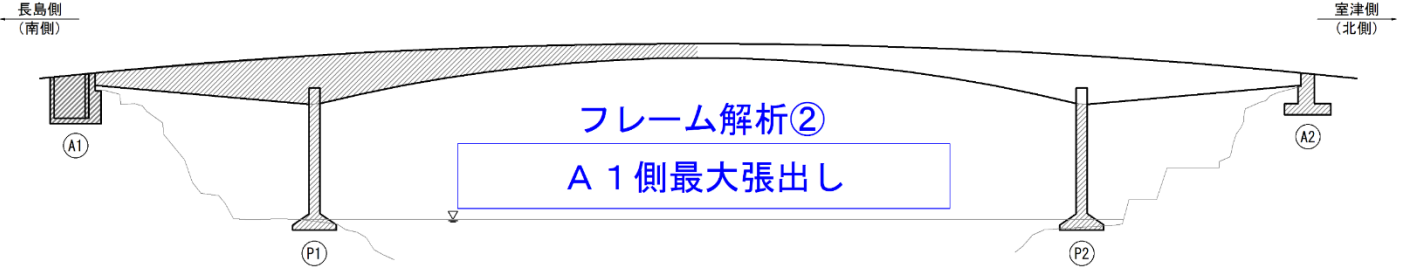 長島側
(南側)
室津側
(北側)
フレーム解析②
A1側最大張出し
A1
A2
P1
P2